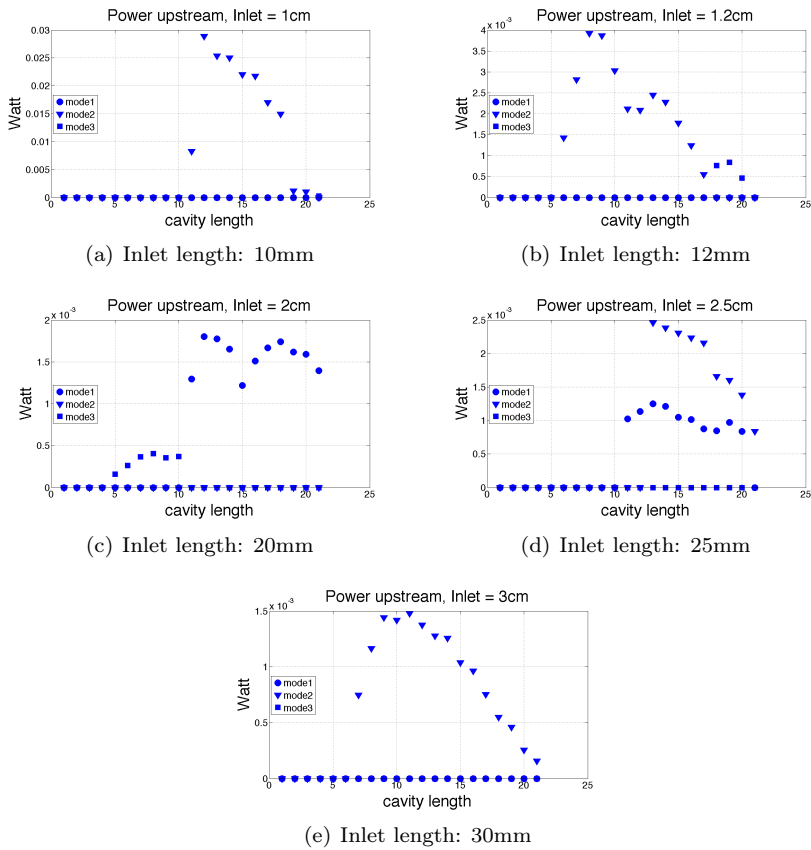 Power upstream, Inlet = 1cm
0.03
0.025
0.02
0.015
0.01
0.005
0
Watt
mode1
mode2
mode3
0 5 10 15 20 25
cavity length
(a) Inlet length: 10mm
Power upstream, Inlet = 1.2cm
x 10⁻³
4
3.5
3
2.5
2
1.5
1
0.5
0
Watt
mode1
mode2
mode3
0 5 10 15 20 25
cavity length
(b) Inlet length: 12mm
Power upstream, Inlet = 2cm
x 10⁻³
2
1.5
1
0.5
0
Watt
mode1
mode2
mode3
0 5 10 15 20 25
cavity length
(c) Inlet length: 20mm
Power upstream, Inlet = 2.5cm
x 10⁻³
2.5
2
1.5
1
0.5
0
Watt
mode1
mode2
mode3
0 5 10 15 20 25
cavity length
(d) Inlet length: 25mm
Power upstream, Inlet = 3cm
x 10⁻³
1.5
1
0.5
0
Watt
mode1
mode2
mode3
0 5 10 15 20 25
cavity length
(e) Inlet length: 30mm